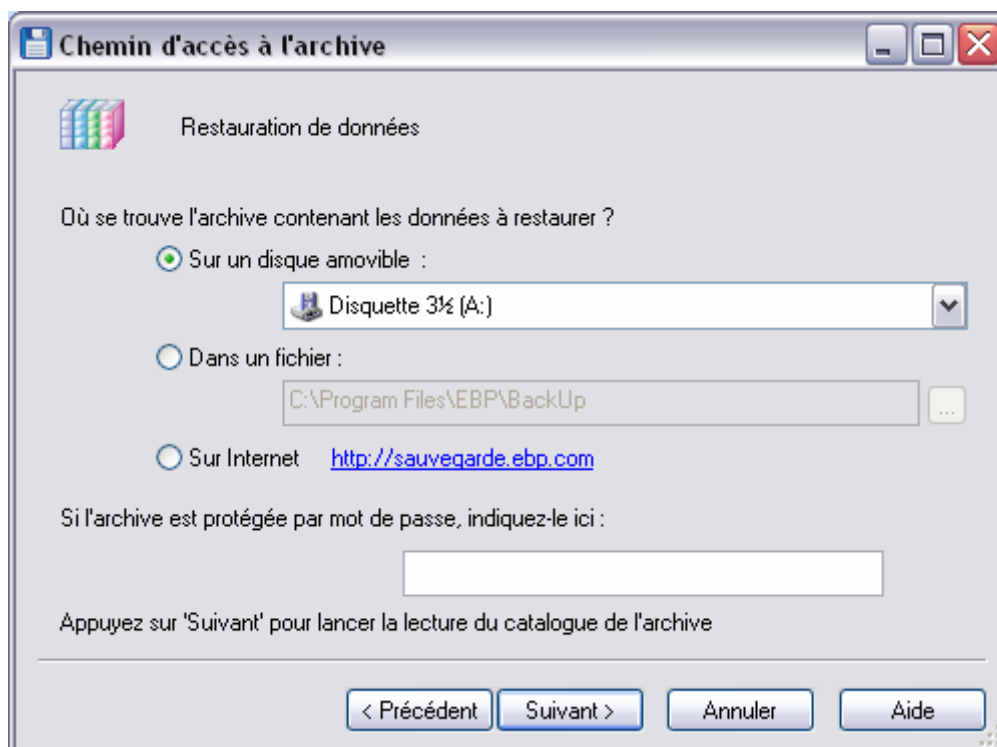 Chemin d'accès à l'archive
Restauration de données
Où se trouve l'archive contenant les données à restaurer ?
Sur un disque amovible :
Disquette 3½ (A:)
Dans un fichier :
C:\Program Files\EBP\BackUp
...
Sur Internet http://sauvegarde.ebp.com
Si l'archive est protégée par mot de passe, indiquez-le ici :
Appuyez sur 'Suivant' pour lancer la lecture du catalogue de l'archive
< Précédent Suivant > Annuler Aide